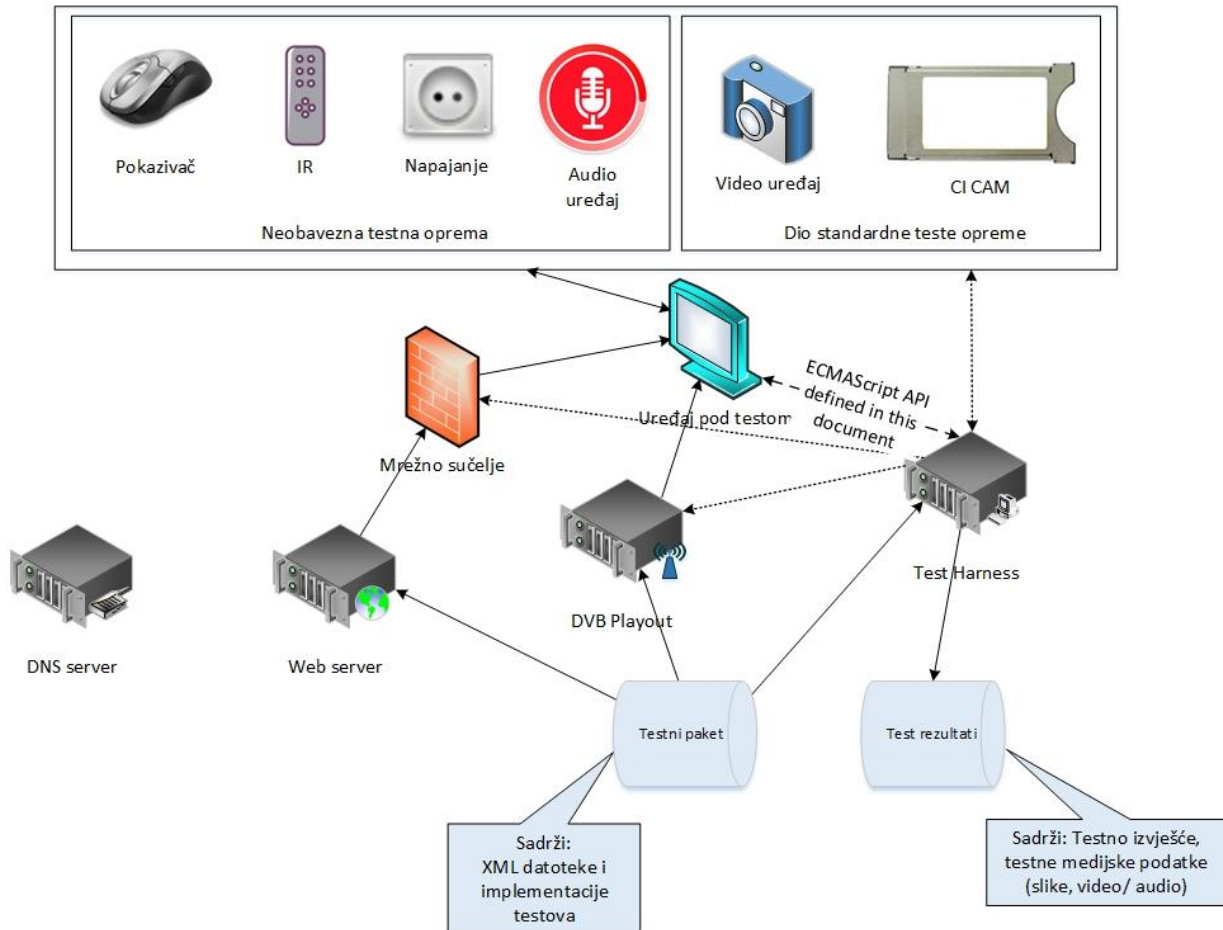 Pokazivač
IR
Napajanje
Audio
uređaj
Neobavezna testna oprema
Video uređaj
CI CAM
Dio standardne teste opreme
ECMAScript API
defined in this
document
Uređaj pod testom
Mrežno sučelje
Test Harness
DVB Playout
DNS server
Web server
Testni paket
Test rezultati
Sadrži:
XML datoteke i
implementacije
testova
Sadrži: Testno izvješće,
testne medijske podatke
(slike, video/ audio)